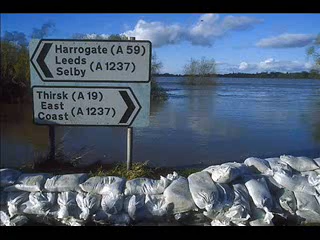 Harrogate (A 59)
Leeds
Selby (A 1237)
Thirsk (A 19)
East
Coast (A 1237)